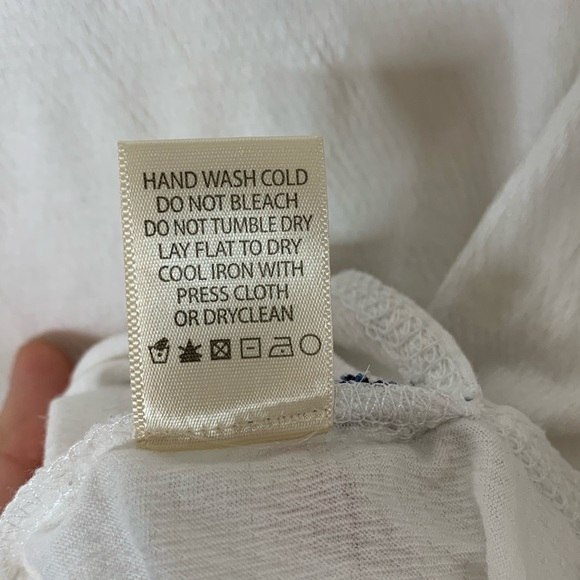 HAND WASH COLD
DO NOT BLEACH
DO NOT TUMBLE DRY
LAY FLAT TO DRY
COOL IRON WITH
PRESS CLOTH
OR DRYCLEAN